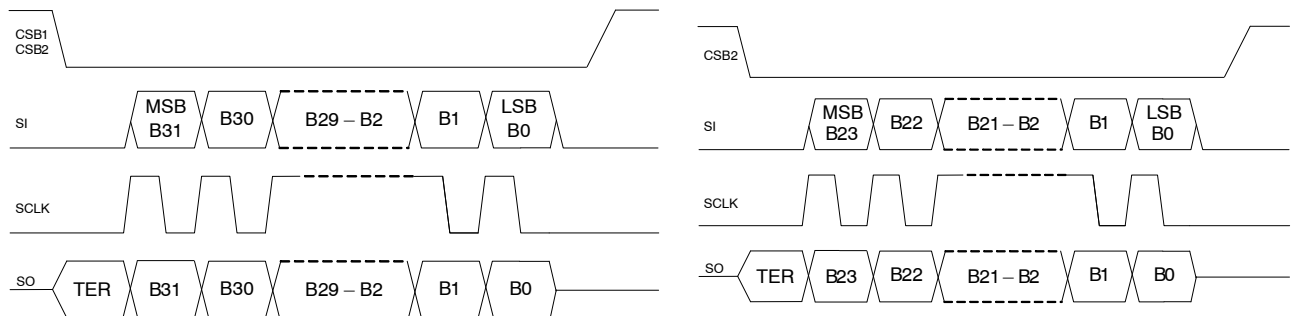 CSB1
CSB2
SI
MSB
B31
B30
B29 – B2
B1
LSB
B0
SCLK
SO
TER
B31
B30
B29 – B2
B1
B0
CSB2
SI
MSB
B23
B22
B21 – B2
B1
LSB
B0
SCLK
SO
TER
B23
B22
B21 – B2
B1
B0